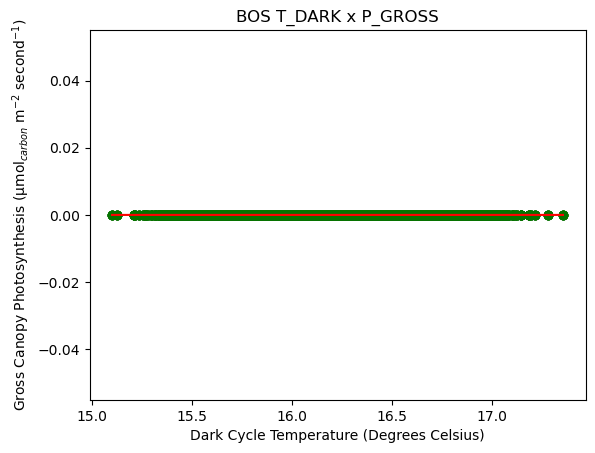 BOS T_DARK x P_GROSS
Gross Canopy Photosynthesis (μmol_carbon m⁻² second⁻¹)
0.04
0.02
0.00
−0.02
−0.04
15.0 15.5 16.0 16.5 17.0
Dark Cycle Temperature (Degrees Celsius)